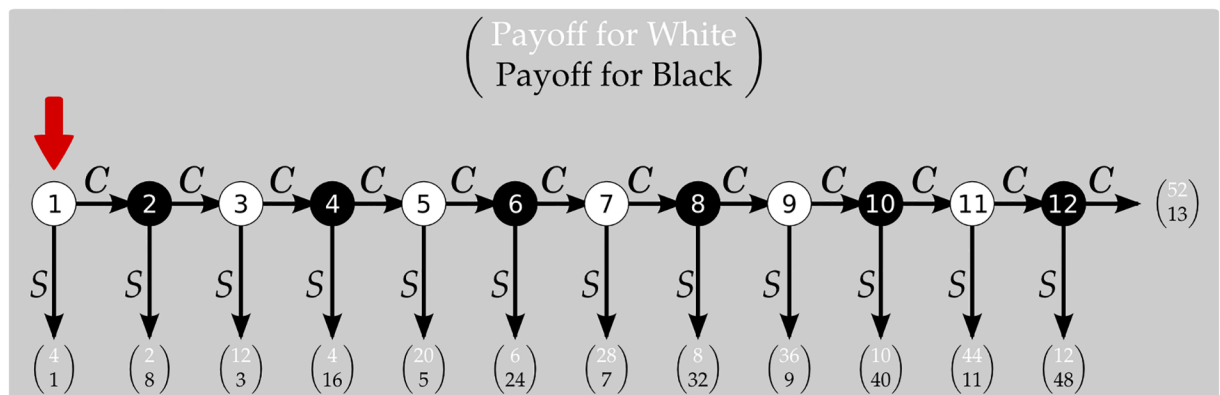 Payoff for White
Payoff for Black
C C C C C C C C C C C C
1 2 3 4 5 6 7 8 9 10 11 12
52
13
S S S S S S S S S S S S
4 2 12 4 20 6 28 8 36 10 44 12
1 8 3 16 5 24 7 32 9 40 11 48